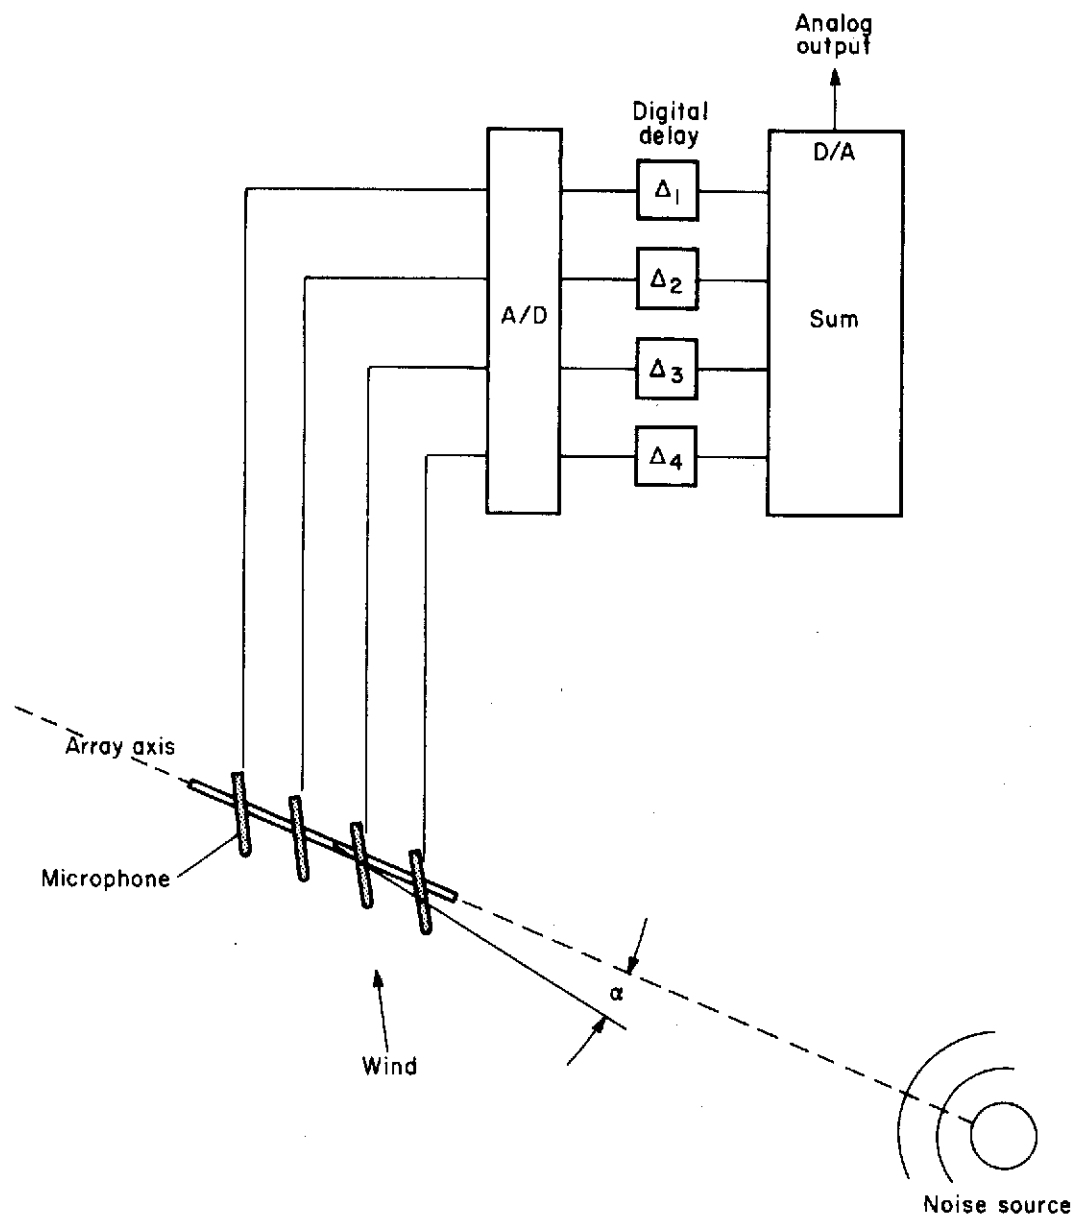 Analog
output
Digital
delay
D/A
Δ1
Δ2
A/D
Sum
Δ3
Δ4
Array axis
Microphone
α
Wind
Noise source